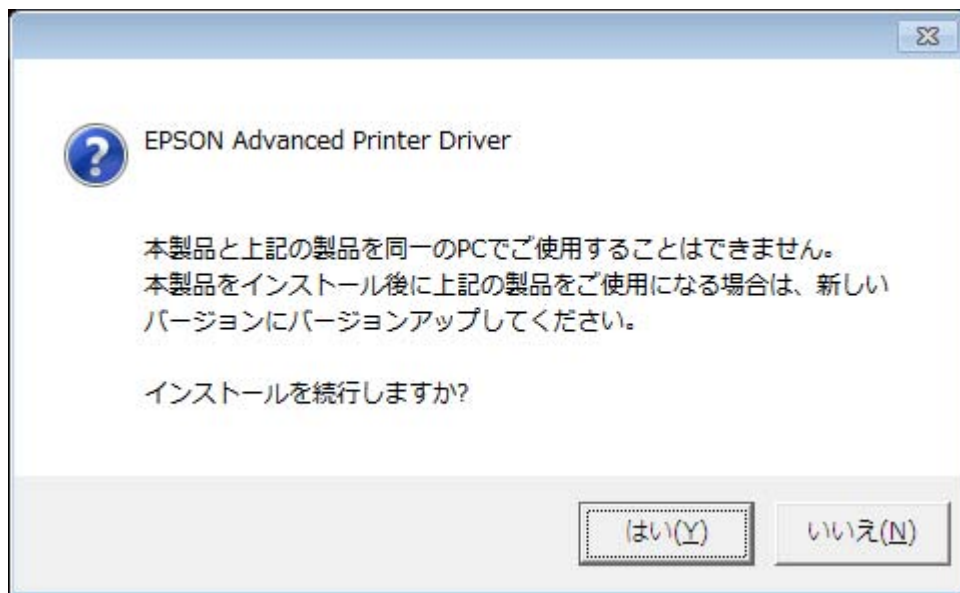 EPSON Advanced Printer Driver
本製品と上記の製品を同一のPCでご使用することはできません。
本製品をインストール後に上記の製品をご使用になる場合は、新しい
バージョンにバージョンアップしてください。
インストールを続行しますか?
はい(Y)
いいえ(N)